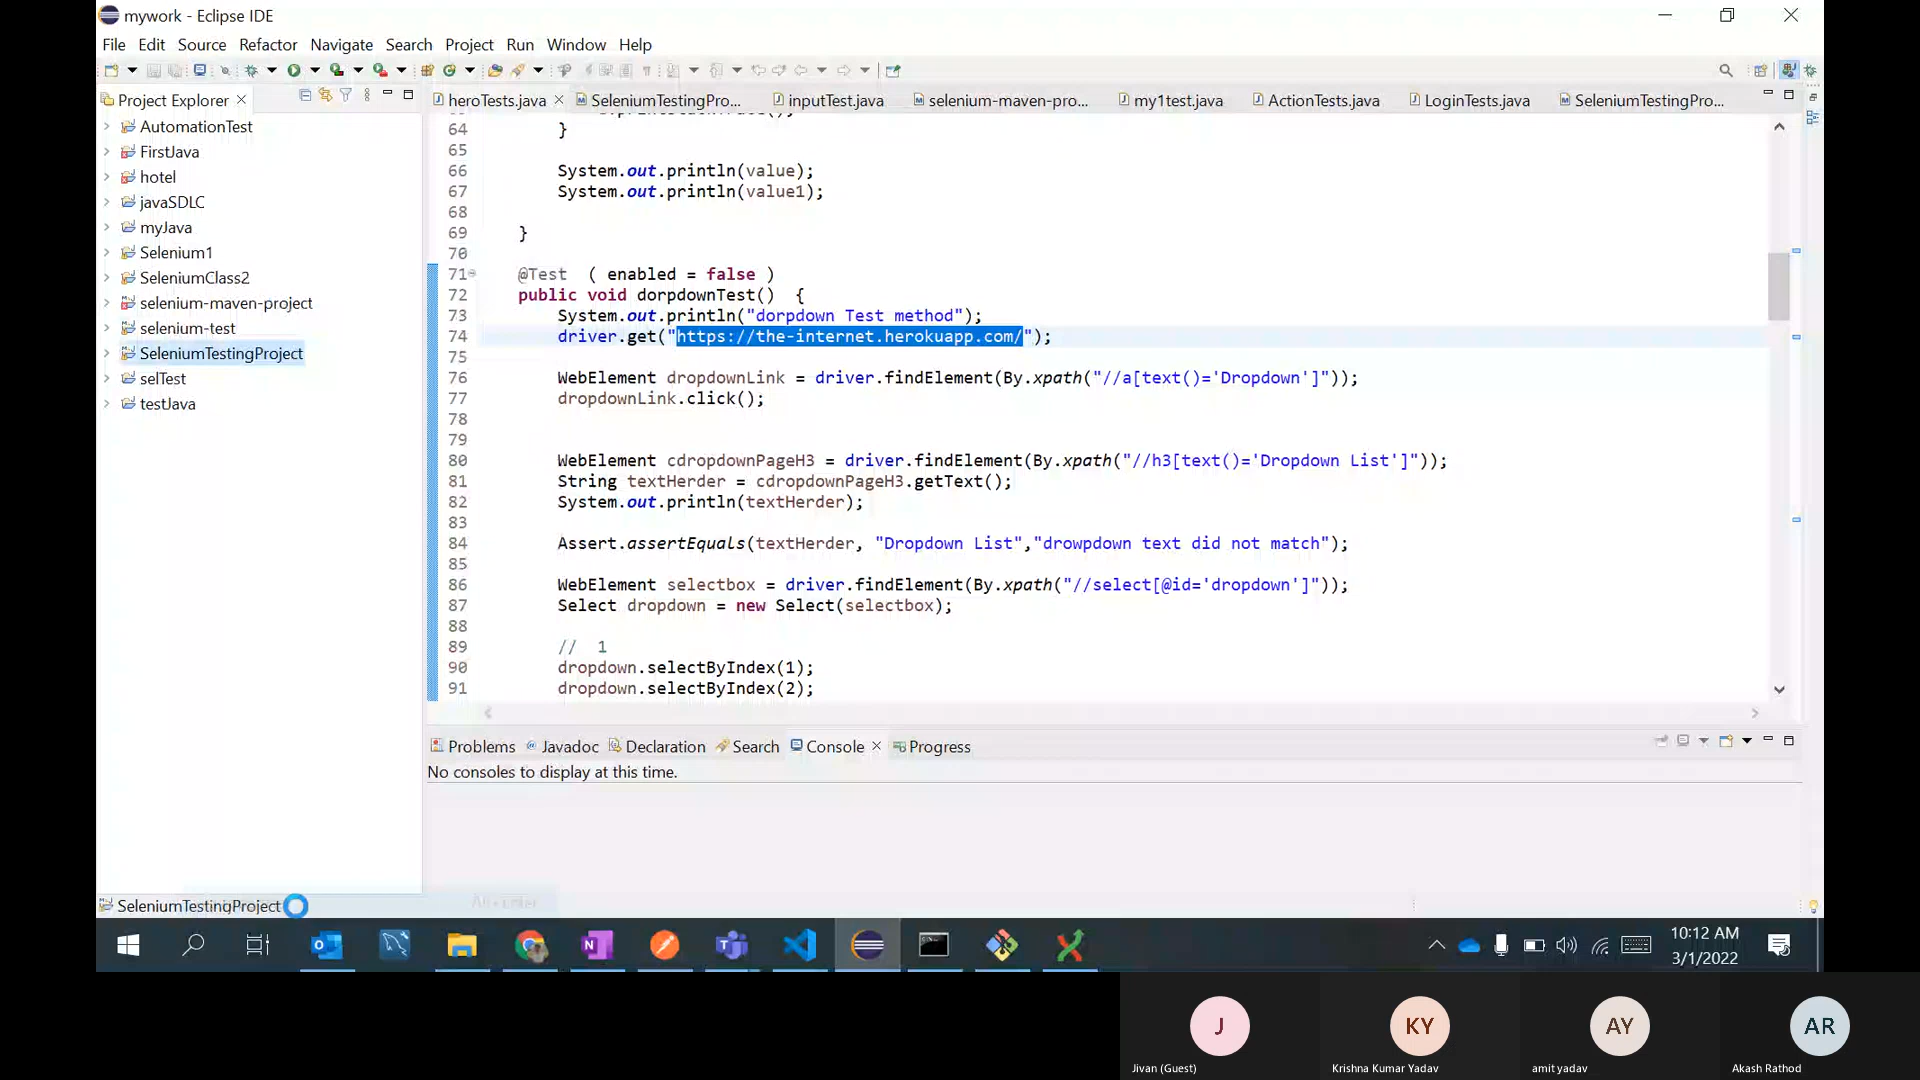 mywork - Eclipse IDE
File Edit Source Refactor Navigate Search Project Run Window Help
Project Explorer
heroTests.java SeleniumTestingPro... inputTest.java selenium-maven-pro... my1test.java ActionTests.java LoginTests.java SeleniumTestingPro...
AutomationTest
FirstJava
hotel
javaSDLC
myJava
Selenium1
SeleniumClass2
selenium-maven-project
selenium-test
SeleniumTestingProject
selTest
testJava
64 }
65
66 System.out.println(value);
67 System.out.println(value1);
68
69 }
70
71 @Test ( enabled = false )
72 public void dorpdownTest() {
73 System.out.println("dorpdown Test method");
74 driver.get("https://the-internet.herokuapp.com/");
75
76 WebElement dropdownLink = driver.findElement(By.xpath("//a[text()='Dropdown']"));
77 dropdownLink.click();
78
79
80 WebElement cdropdownPageH3 = driver.findElement(By.xpath("//h3[text()='Dropdown List']"));
81 String textHerder = cdropdownPageH3.getText();
82 System.out.println(textHerder);
83
84 Assert.assertEquals(textHerder, "Dropdown List","drowpdown text did not match");
85
86 WebElement selectbox = driver.findElement(By.xpath("//select[@id='dropdown']"));
87 Select dropdown = new Select(selectbox);
88
89 // 1
90 dropdown.selectByIndex(1);
91 dropdown.selectByIndex(2);
Problems Javadoc Declaration Search Console Progress
No consoles to display at this time.
SeleniumTestingProject
10:12 AM
3/1/2022
J KY AY AR
Jivan (Guest) Krishna Kumar Yadav amit yadav Akash Rathod